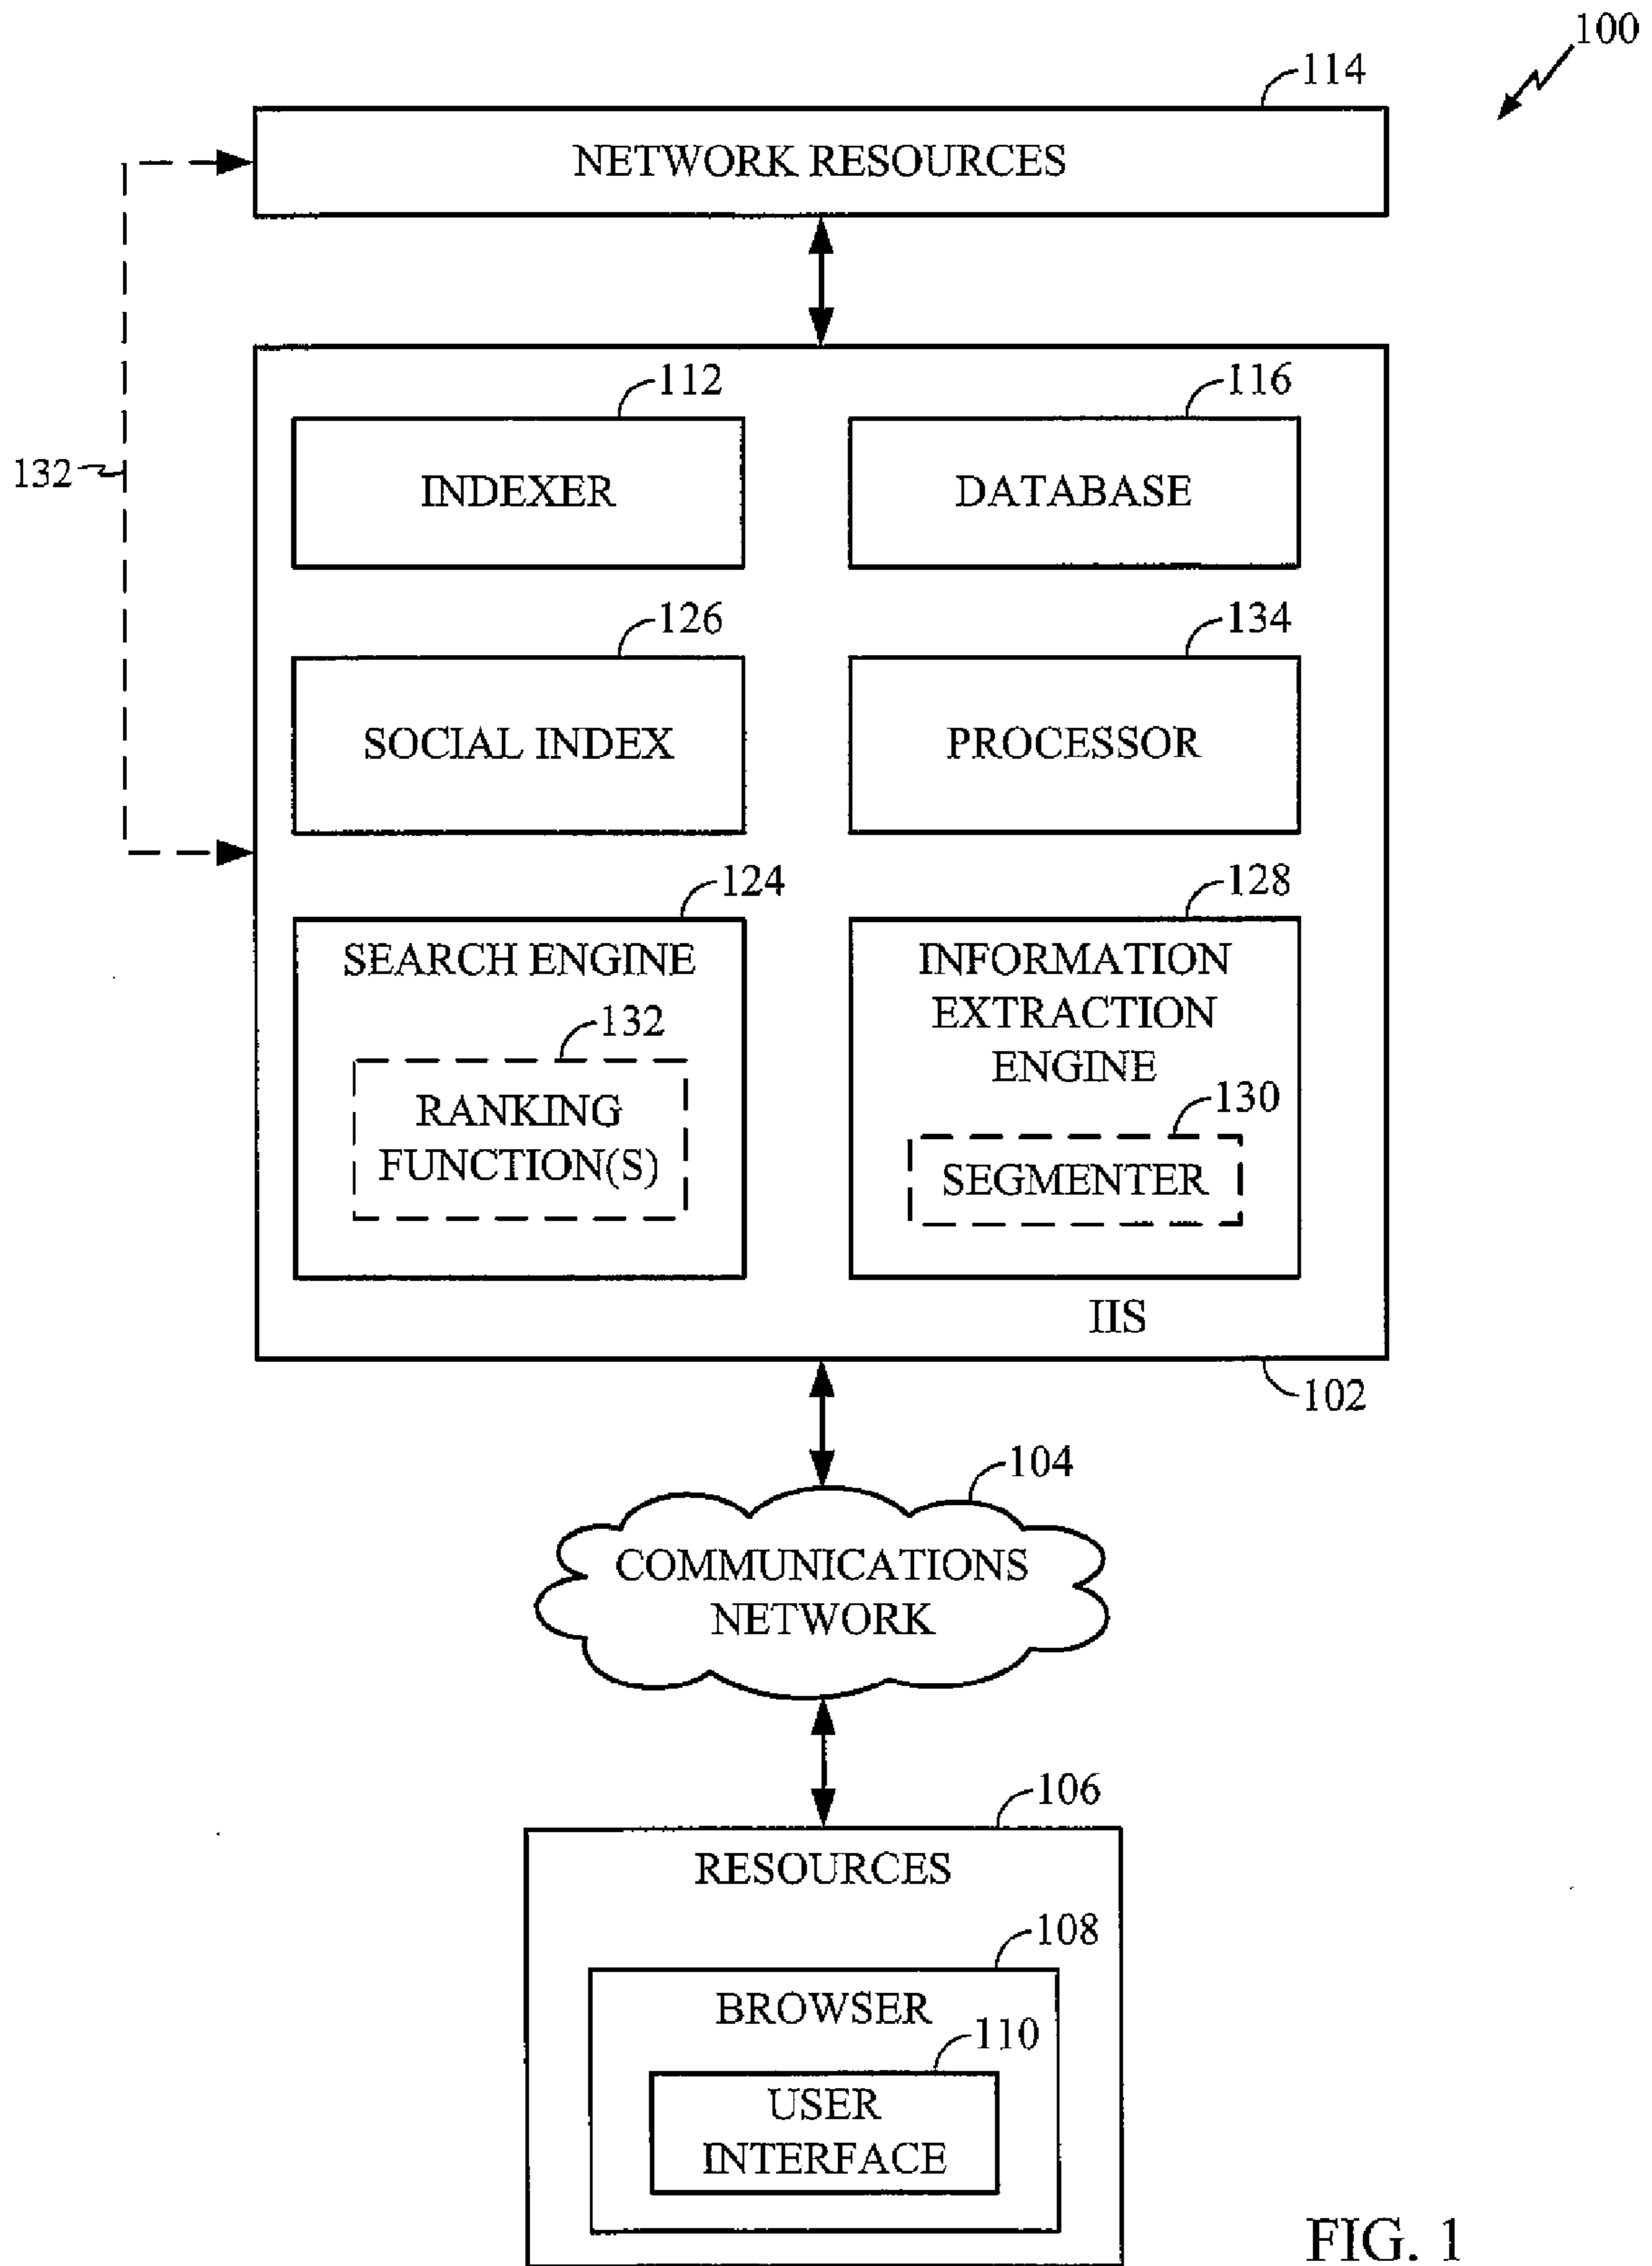 100
114
NETWORK RESOURCES
112
116
INDEXER
DATABASE
132
126
134
SOCIAL INDEX
PROCESSOR
124
128
SEARCH ENGINE
132
RANKING
FUNCTION(S)
INFORMATION
EXTRACTION
ENGINE
130
SEGMENTER
IIS
102
104
COMMUNICATIONS
NETWORK
106
RESOURCES
108
BROWSER
110
USER
INTERFACE
FIG. 1